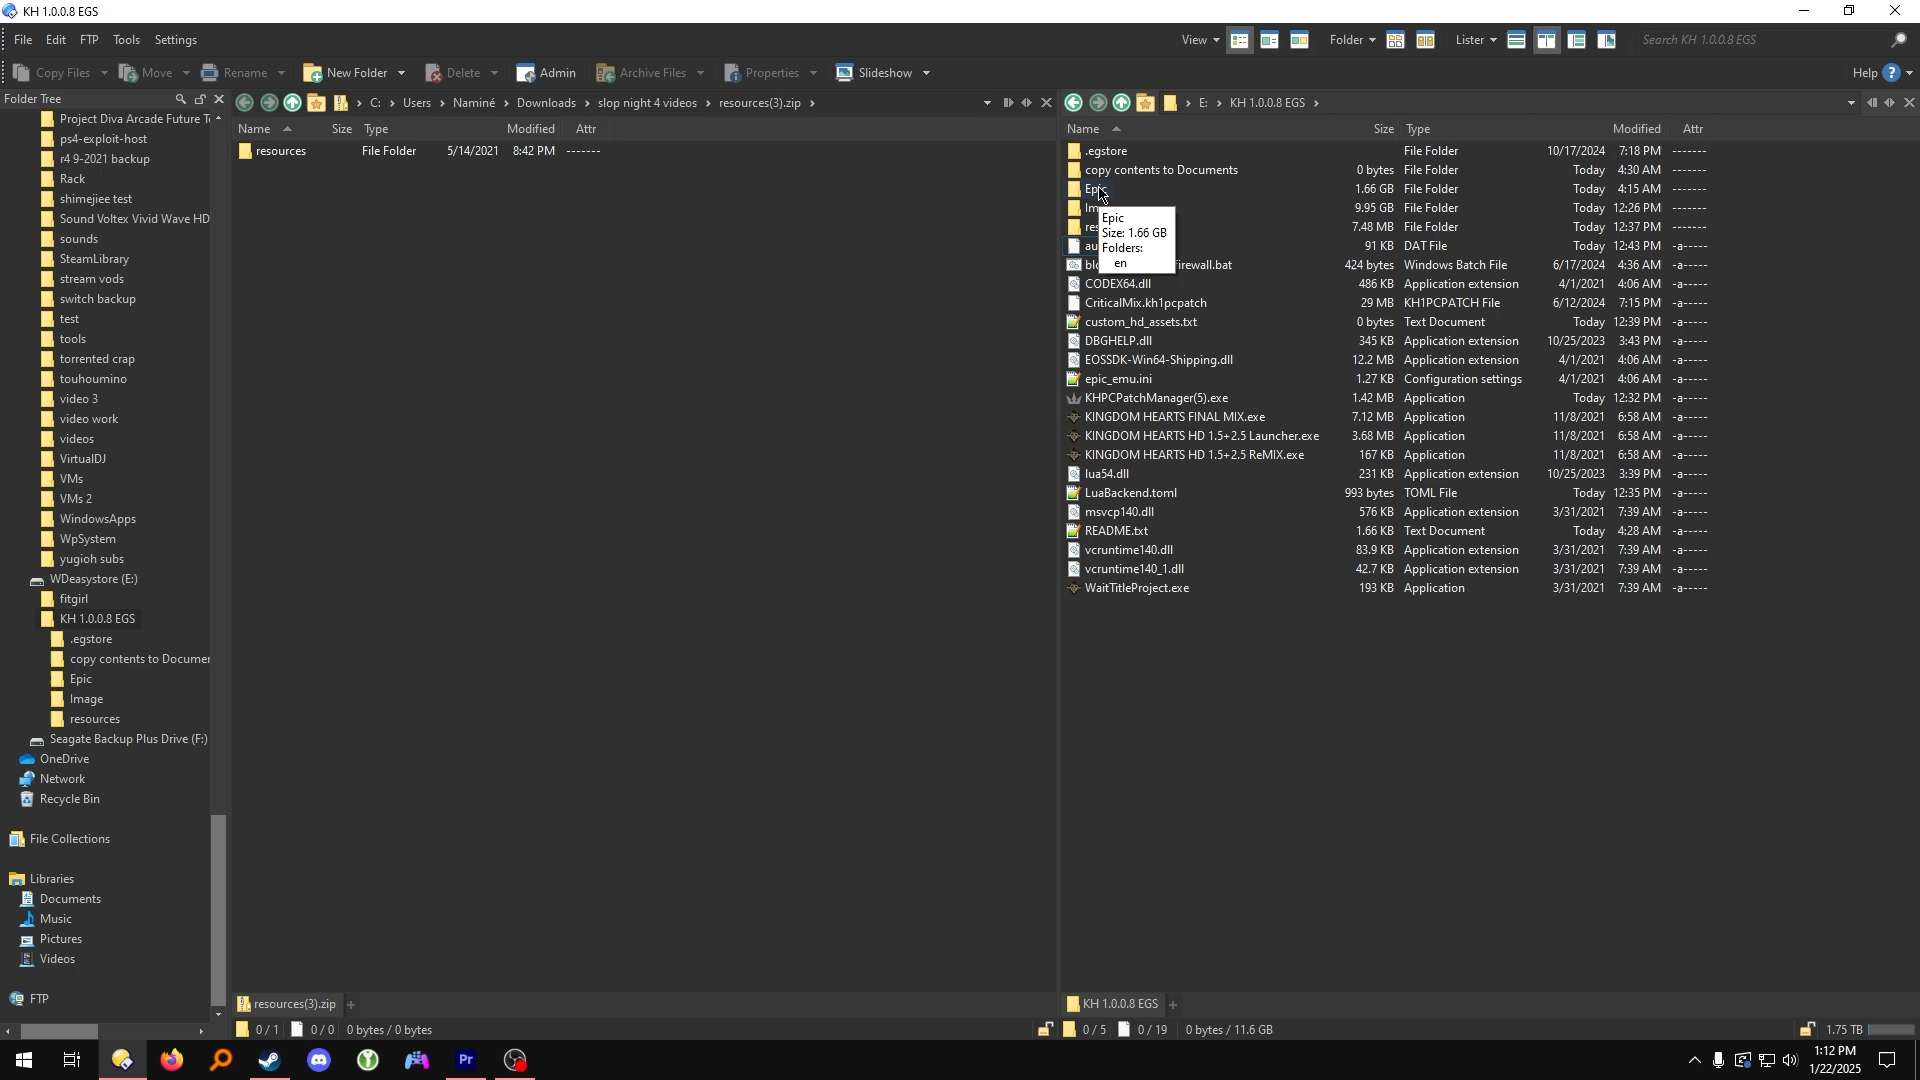 KH 1.0.0.8 EGS
File Edit FTP Tools Settings
View Folder Lister Search KH 1.0.0.8 EGS
Copy Files Move Rename New Folder Delete Admin Archive Files Properties Slideshow Help ?
Folder Tree
Project Diva Arcade Future T
ps4-exploit-host
r4 9-2021 backup
Rack
shimejiee test
Sound Voltex Vivid Wave HD
sounds
SteamLibrary
stream vods
switch backup
test
tools
torrented crap
touhoumino
video 3
video work
videos
VirtualDJ
VMs
VMs 2
WindowsApps
WpSystem
yugioh subs
WDeasystore (E:)
fitgirl
KH 1.0.0.8 EGS
.egstore
copy contents to Documer
Epic
Image
resources
Seagate Backup Plus Drive (F:)
OneDrive
Network
Recycle Bin
File Collections
Libraries
Documents
Music
Pictures
Videos
FTP
C: Users Naminé Downloads slop night 4 videos resources(3).zip
Name Size Type Modified Attr
resources File Folder 5/14/2021 8:42 PM -------
resources(3).zip +
0 / 1 0 / 0 0 bytes / 0 bytes
E: KH 1.0.0.8 EGS
Name Size Type Modified Attr
.egstore File Folder 10/17/2024 7:18 PM -------
copy contents to Documents 0 bytes File Folder Today 4:30 AM -------
Epic 1.66 GB File Folder Today 4:15 AM -------
Im 9.95 GB File Folder Today 12:26 PM -------
res 7.48 MB File Folder Today 12:37 PM -------
au 91 KB DAT File Today 12:43 PM -a-----
Epic
Size: 1.66 GB
Folders:
en
blo firewall.bat 424 bytes Windows Batch File 6/17/2024 4:36 AM -a-----
CODEX64.dll 486 KB Application extension 4/1/2021 4:06 AM -a-----
CriticalMix.kh1pcpatch 29 MB KH1PCPATCH File 6/12/2024 7:15 PM -a-----
custom_hd_assets.txt 0 bytes Text Document Today 12:39 PM -a-----
DBGHELP.dll 345 KB Application extension 10/25/2023 3:43 PM -a-----
EOSSDK-Win64-Shipping.dll 12.2 MB Application extension 4/1/2021 4:06 AM -a-----
epic_emu.ini 1.27 KB Configuration settings 4/1/2021 4:06 AM -a-----
KHPCPatchManager(5).exe 1.42 MB Application Today 12:32 PM -a-----
KINGDOM HEARTS FINAL MIX.exe 7.12 MB Application 11/8/2021 6:58 AM -a-----
KINGDOM HEARTS HD 1.5+2.5 Launcher.exe 3.68 MB Application 11/8/2021 6:58 AM -a-----
KINGDOM HEARTS HD 1.5+2.5 ReMIX.exe 167 KB Application 11/8/2021 6:58 AM -a-----
lua54.dll 231 KB Application extension 10/25/2023 3:39 PM -a-----
LuaBackend.toml 993 bytes TOML File Today 12:35 PM -a-----
msvcp140.dll 576 KB Application extension 3/31/2021 7:39 AM -a-----
README.txt 1.66 KB Text Document Today 4:28 AM -a-----
vcruntime140.dll 83.9 KB Application extension 3/31/2021 7:39 AM -a-----
vcruntime140_1.dll 42.7 KB Application extension 3/31/2021 7:39 AM -a-----
WaitTitleProject.exe 193 KB Application 3/31/2021 7:39 AM -a-----
KH 1.0.0.8 EGS +
0 / 5 0 / 19 0 bytes / 11.6 GB 1.75 TB
Pr
1:12 PM
1/22/2025